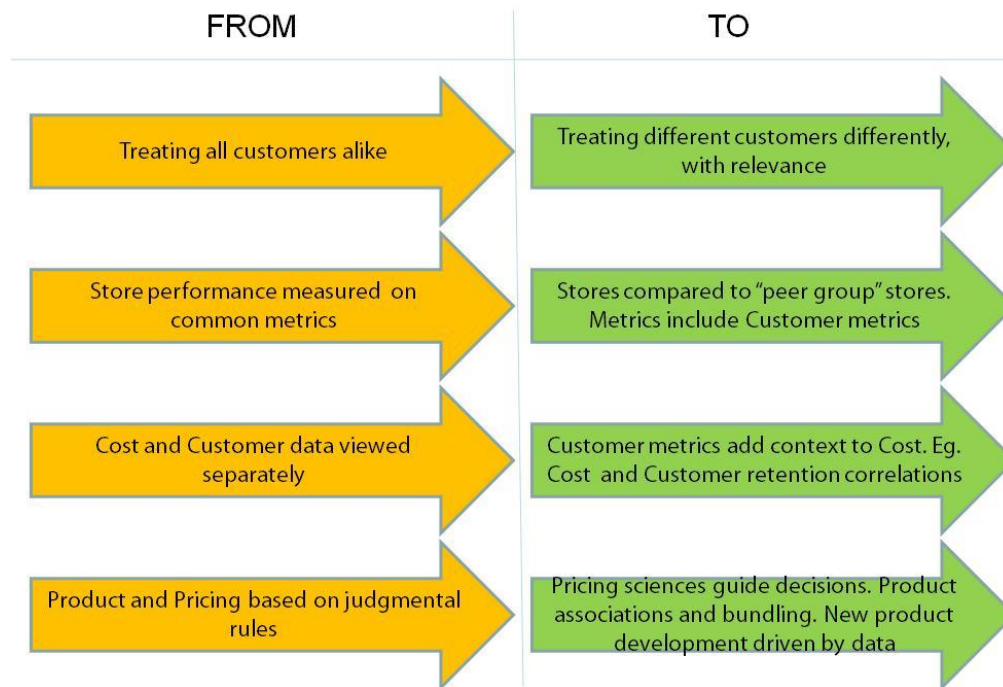 FROM
TO
Treating all customers alike
Treating different customers differently,
with relevance
Store performance measured on
common metrics
Stores compared to “peer group” stores.
Metrics include Customer metrics
Cost and Customer data viewed
separately
Customer metrics add context to Cost. Eg.
Cost and Customer retention correlations
Product and Pricing based on judgmental
rules
Pricing sciences guide decisions. Product
associations and bundling. New product
development driven by data